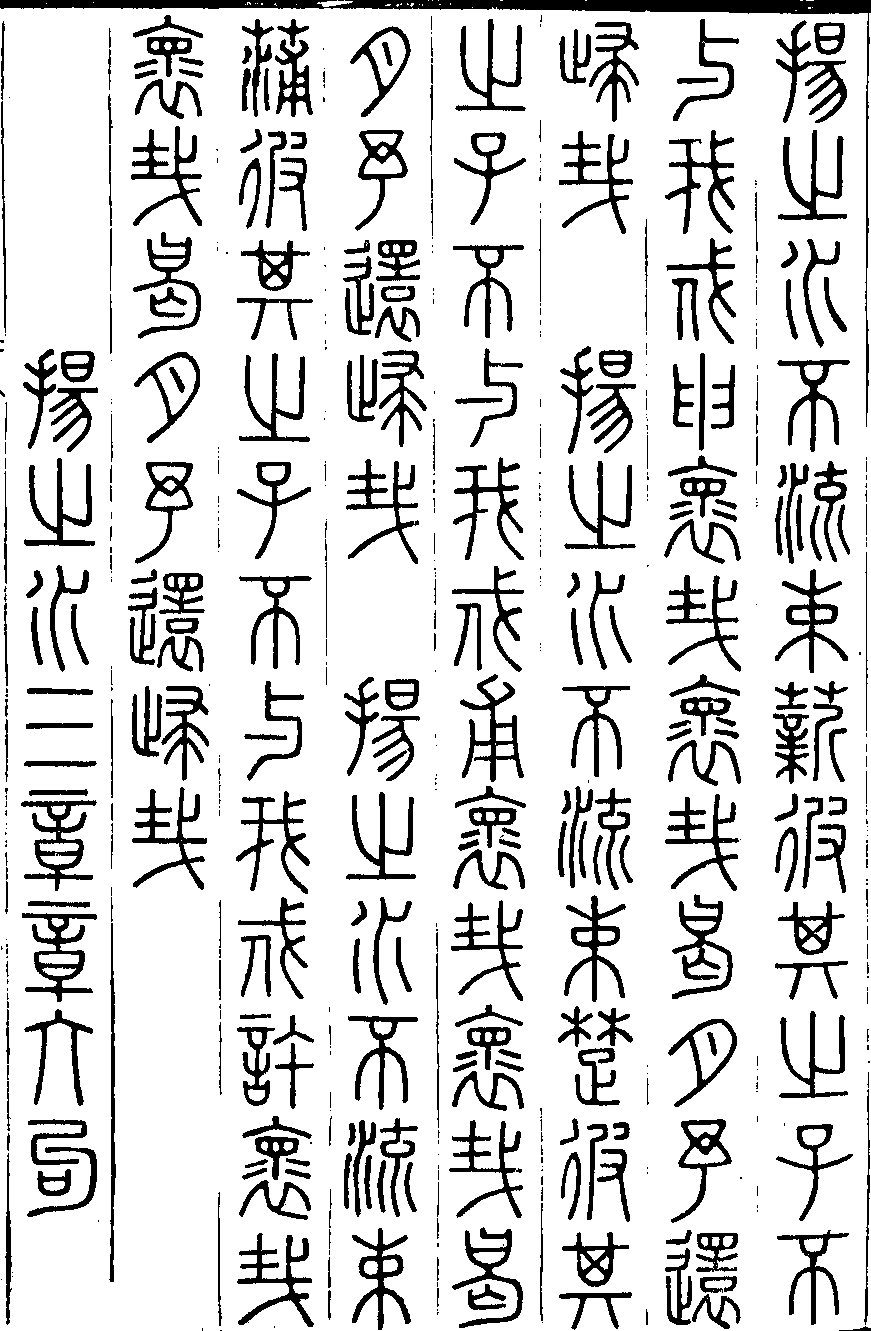 揚之水不流束薪彼其之子不
与我戍申懷哉懷哉曷月予還
歸哉　揚之水不流束楚彼其
之子不与我戍甫懷哉懷哉曷
月予還歸哉　揚之水不流束
蒲彼其之子不与我戍許懷哉
懷哉曷月予還歸哉
揚之水三章章六句